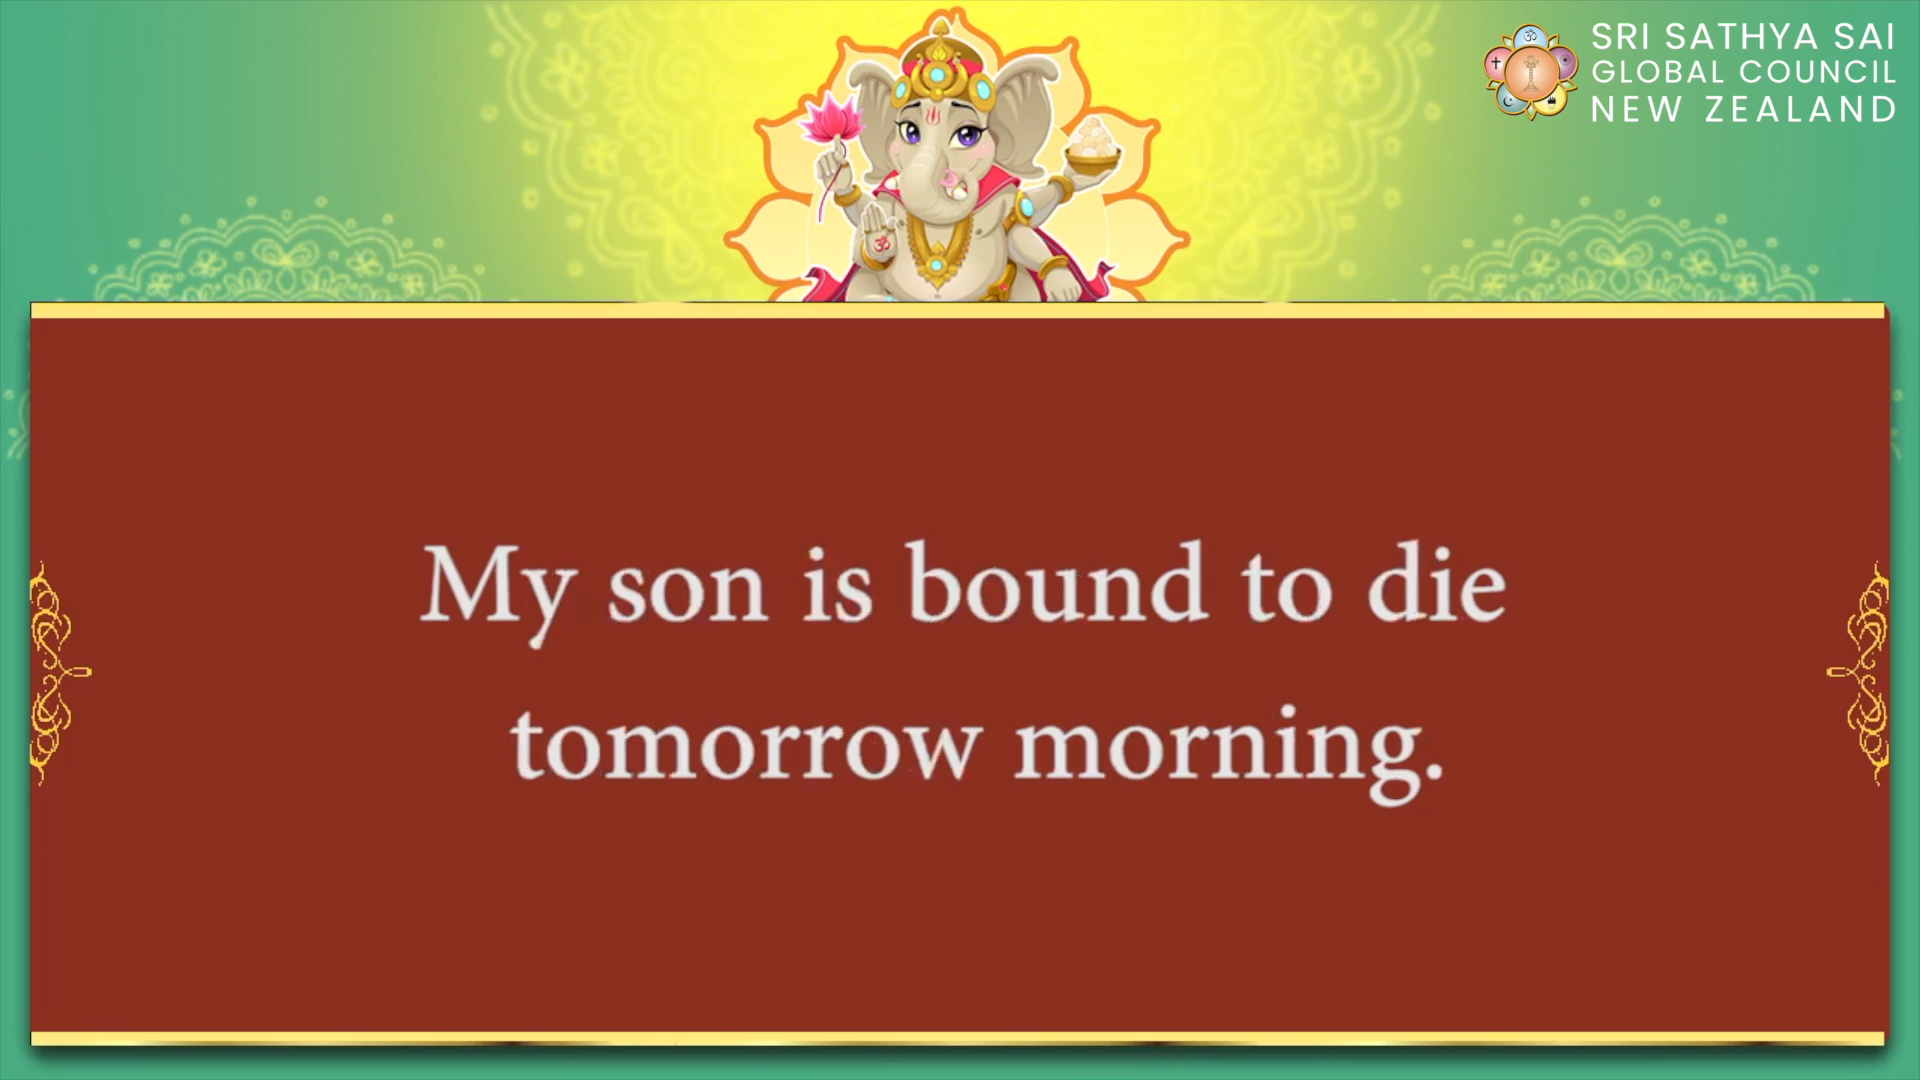 SRI SATHYA SAI
GLOBAL COUNCIL
NEW ZEALAND
ॐ
ॐ
My son is bound to die
tomorrow morning.